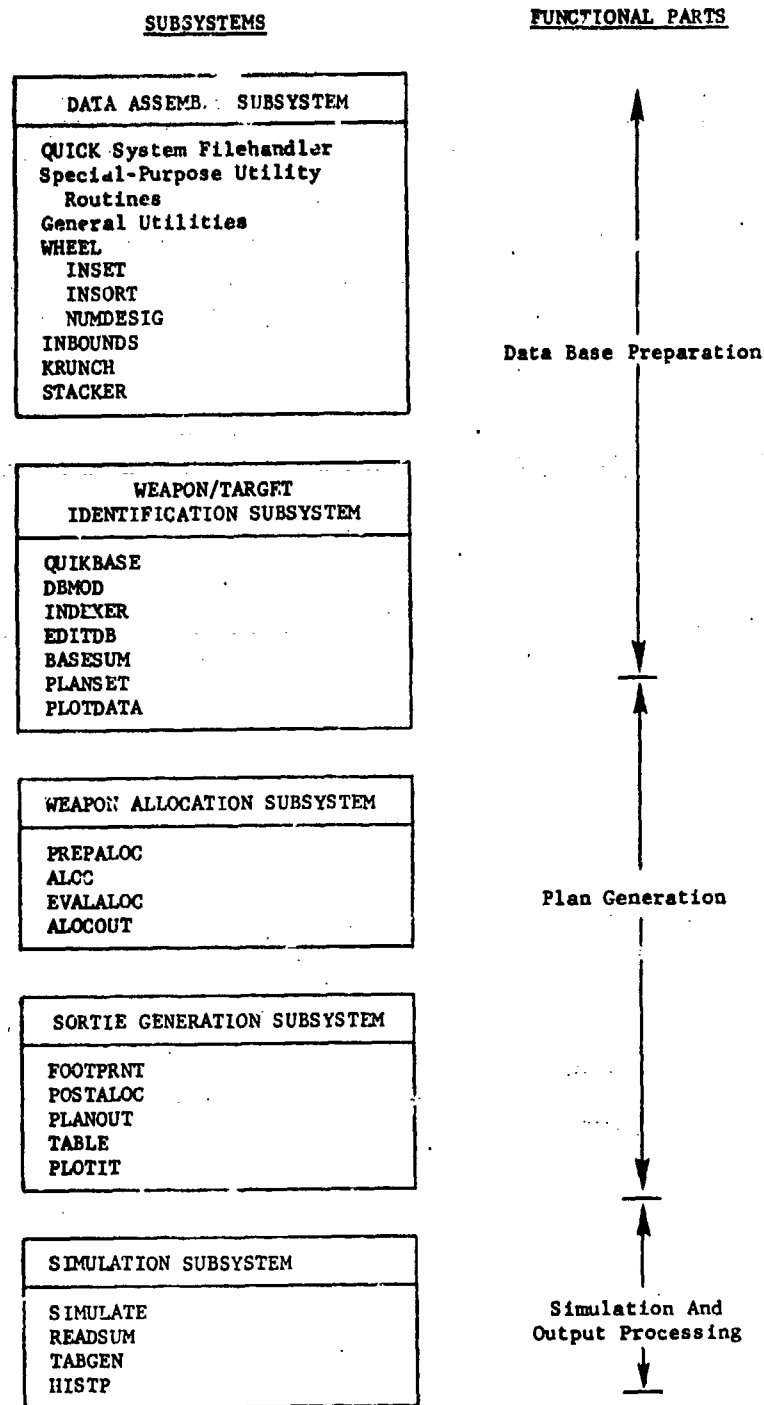 SUBSYSTEMS
FUNCTIONAL PARTS
DATA ASSEMB. SUBSYSTEM
QUICK System Filehandler
Special-Purpose Utility
Routines
General Utilities
WHEEL
INSET
INSORT
NUMDESIG
INBOUNDS
KRUNCH
STACKER
Data Base Preparation
WEAPON/TARGET
IDENTIFICATION SUBSYSTEM
QUIKBASE
DBMOD
INDEXER
EDITDB
BASESUM
PLANSET
PLOTDATA
WEAPON ALLOCATION SUBSYSTEM
PREPALOC
ALOC
EVALALOC
ALOCOUT
Plan Generation
SORTIE GENERATION SUBSYSTEM
FOOTPRNT
POSTALOC
PLANOUT
TABLE
PLOTIT
SIMULATION SUBSYSTEM
SIMULATE
READSUM
TABGEN
HISTP
Simulation And
Output Processing